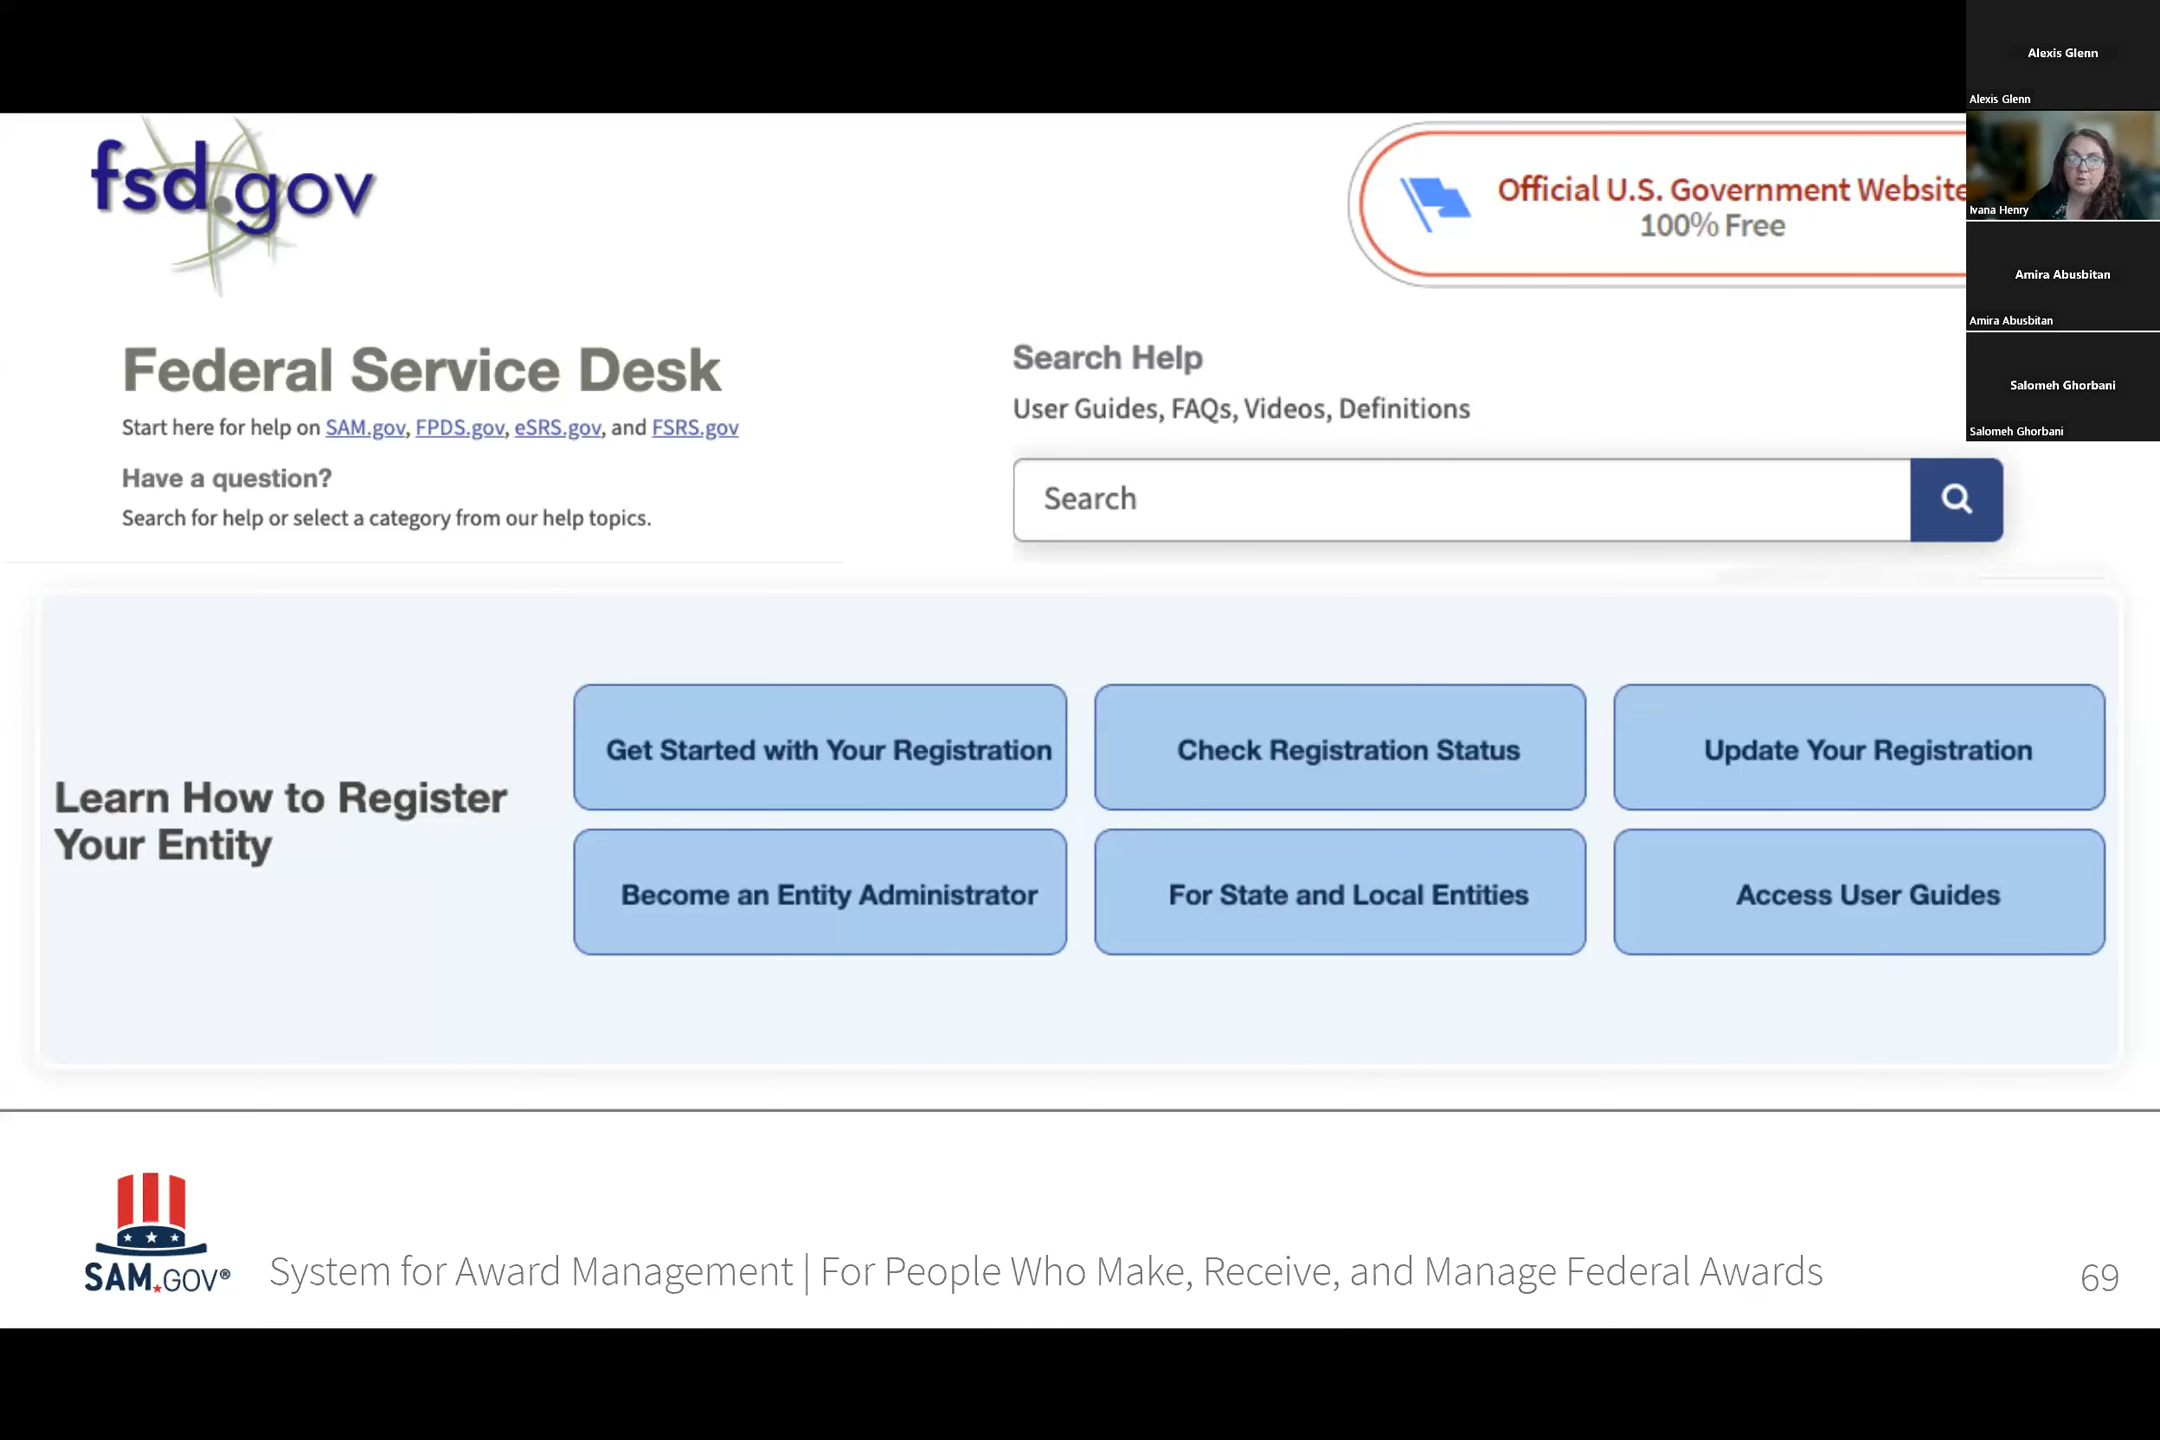 Alexis Glenn
Alexis Glenn
fsd.gov
Official U.S. Government Website
100% Free
Ivana Henry
Amira Abusbitan
Amira Abusbitan
Salomeh Ghorbani
Salomeh Ghorbani
Federal Service Desk
Start here for help on SAM.gov, FPDS.gov, eSRS.gov, and FSRS.gov
Have a question?
Search for help or select a category from our help topics.
Search Help
User Guides, FAQs, Videos, Definitions
Search
Learn How to Register
Your Entity
Get Started with Your Registration
Check Registration Status
Update Your Registration
Become an Entity Administrator
For State and Local Entities
Access User Guides
SAM.GOV®
System for Award Management | For People Who Make, Receive, and Manage Federal Awards
69